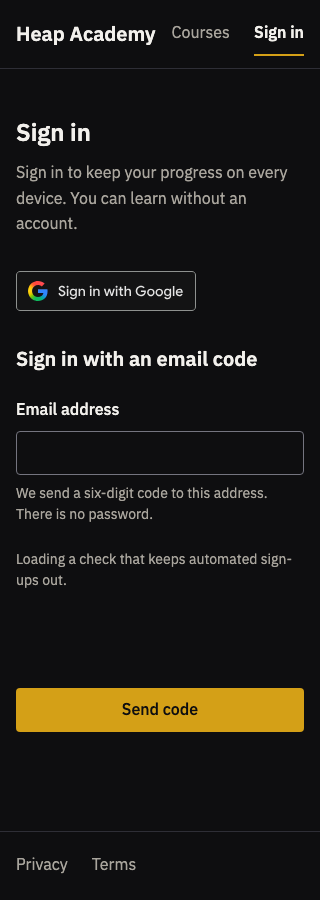 Heap Academy Courses Sign in
Sign in
Sign in to keep your progress on every
device. You can learn without an
account.
Sign in with Google
Sign in with an email code
Email address
We send a six-digit code to this address.
There is no password.
Loading a check that keeps automated sign-
ups out.
Send code
Privacy Terms